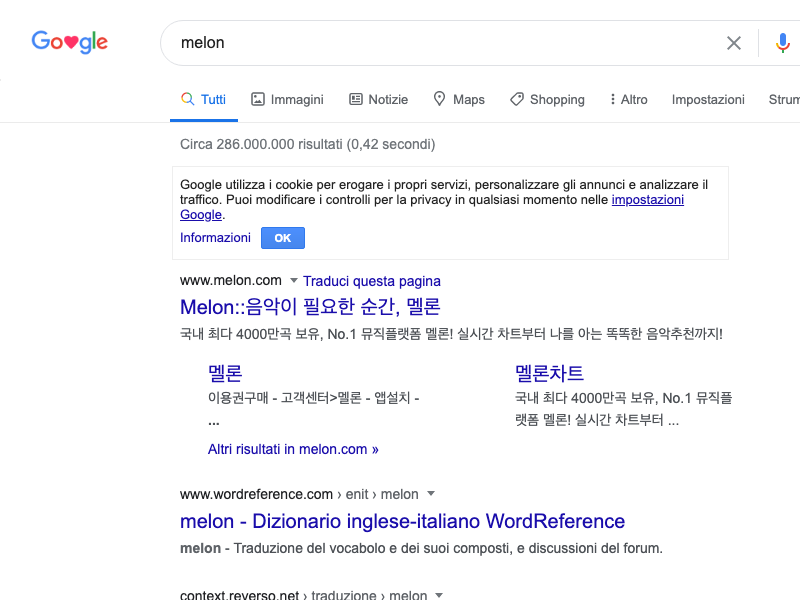 Google
melon
Tutti Immagini Notizie Maps Shopping Altro Impostazioni Strum
Circa 286.000.000 risultati (0,42 secondi)
Google utilizza i cookie per erogare i propri servizi, personalizzare gli annunci e analizzare il
traffico. Puoi modificare i controlli per la privacy in qualsiasi momento nelle impostazioni
Google.
Informazioni OK
www.melon.com Traduci questa pagina
Melon::음악이 필요한 순간, 멜론
국내 최다 4000만곡 보유, No.1 뮤직플랫폼 멜론! 실시간 차트부터 나를 아는 똑똑한 음악추천까지!
멜론
이용권구매 - 고객센터>멜론 - 앱설치 -
...
멜론차트
국내 최다 4000만곡 보유, No.1 뮤직플
랫폼 멜론! 실시간 차트부터 ...
Altri risultati in melon.com »
www.wordreference.com › enit › melon
melon - Dizionario inglese-italiano WordReference
melon - Traduzione del vocabolo e dei suoi composti, e discussioni del forum.
context.reverso.net › traduzione › melon